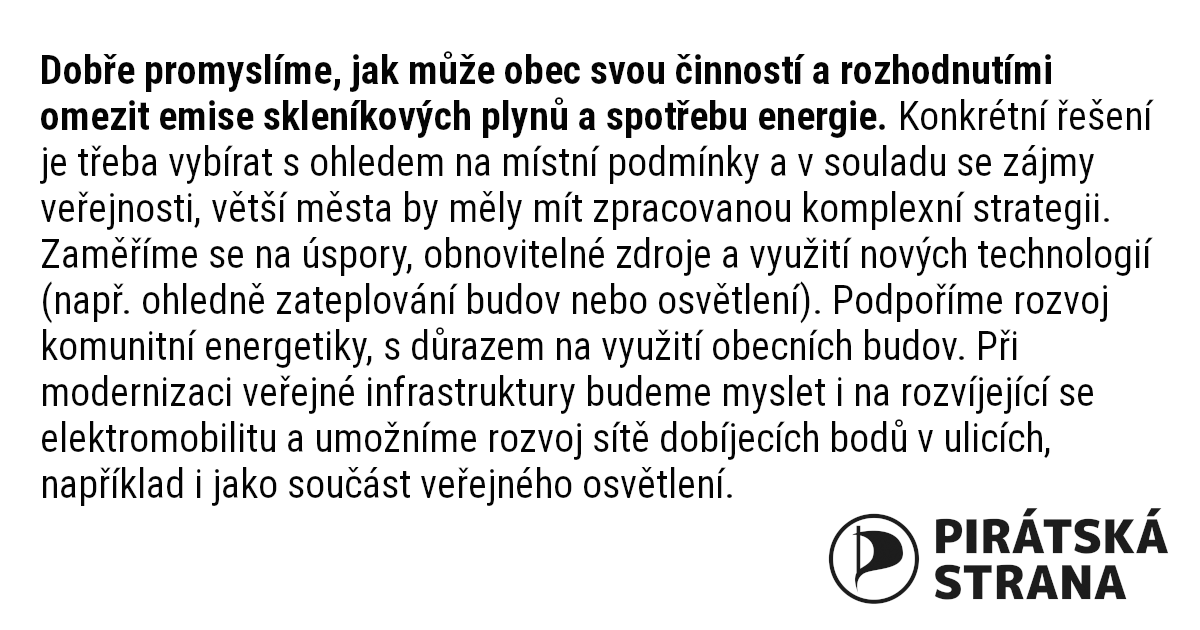 Dobře promyslíme, jak může obec svou činností a rozhodnutími
omezit emise skleníkových plynů a spotřebu energie. Konkrétní řešení
je třeba vybírat s ohledem na místní podmínky a v souladu se zájmy
veřejnosti, větší města by měly mít zpracovanou komplexní strategii.
Zaměříme se na úspory, obnovitelné zdroje a využití nových technologií
(např. ohledně zateplování budov nebo osvětlení). Podpoříme rozvoj
komunitní energetiky, s důrazem na využití obecních budov. Při
modernizaci veřejné infrastruktury budeme myslet i na rozvíjející se
elektromobilitu a umožníme rozvoj sítě dobíjecích bodů v ulicích,
například i jako součást veřejného osvětlení.
PIRÁTSKÁ
STRANA